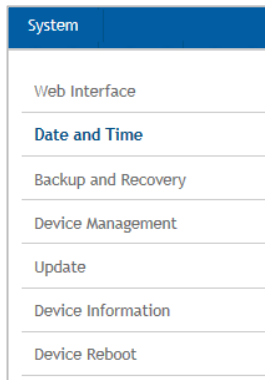 System
Web Interface
Date and Time
Backup and Recovery
Device Management
Update
Device Information
Device Reboot